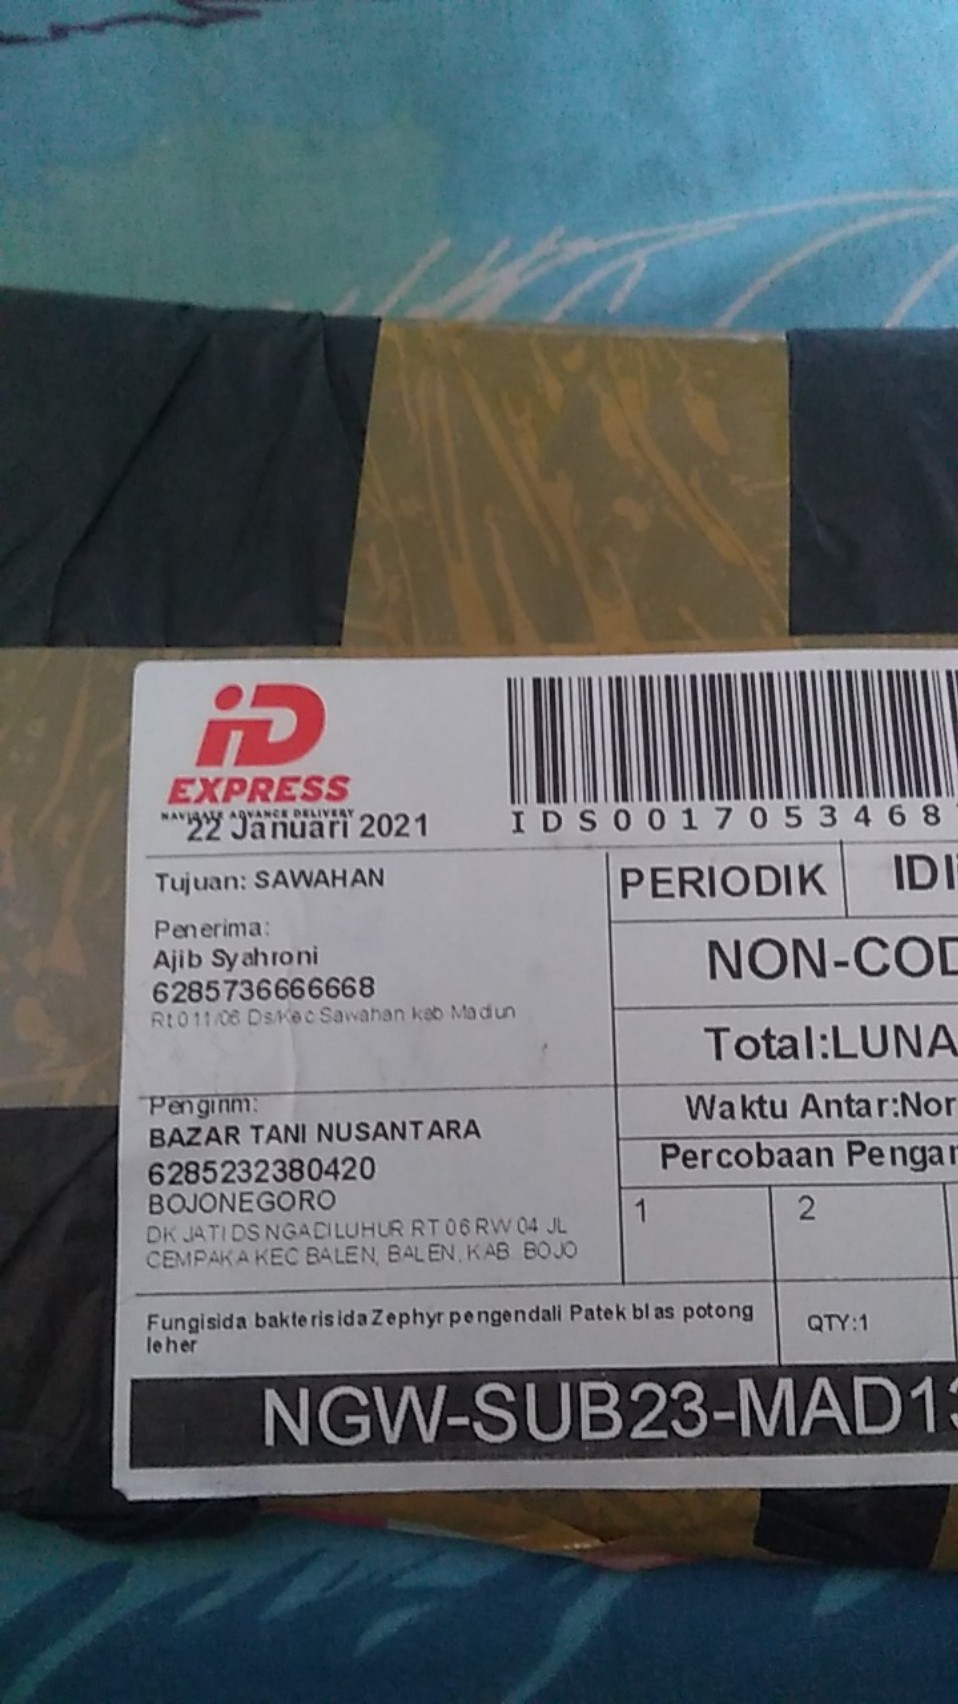 iD
EXPRESS
NAVIGATE ADVANCE DELIVERY
22 Januari 2021
IDS0017053468
Tujuan: SAWAHAN
PERIODIK
Penerima:
Ajib Syahroni
6285736666668
Rt 011/06 Ds/Kec Sawahan kab Madiun
NON-COD
Total:LUNA
Waktu Antar:Nor
Percobaan Pengar
1
2
Pengirim:
BAZAR TANI NUSANTARA
6285232380420
BOJONEGORO
DK JATI DS NGADILUHUR RT 06 RW 04 JL
CEMPAKA KEC BALEN, BALEN, KAB. BOJO
Fungisida bakterisida Zephyr pengendali Patek blas potong
leher
QTY:1
NGW-SUB23-MAD13